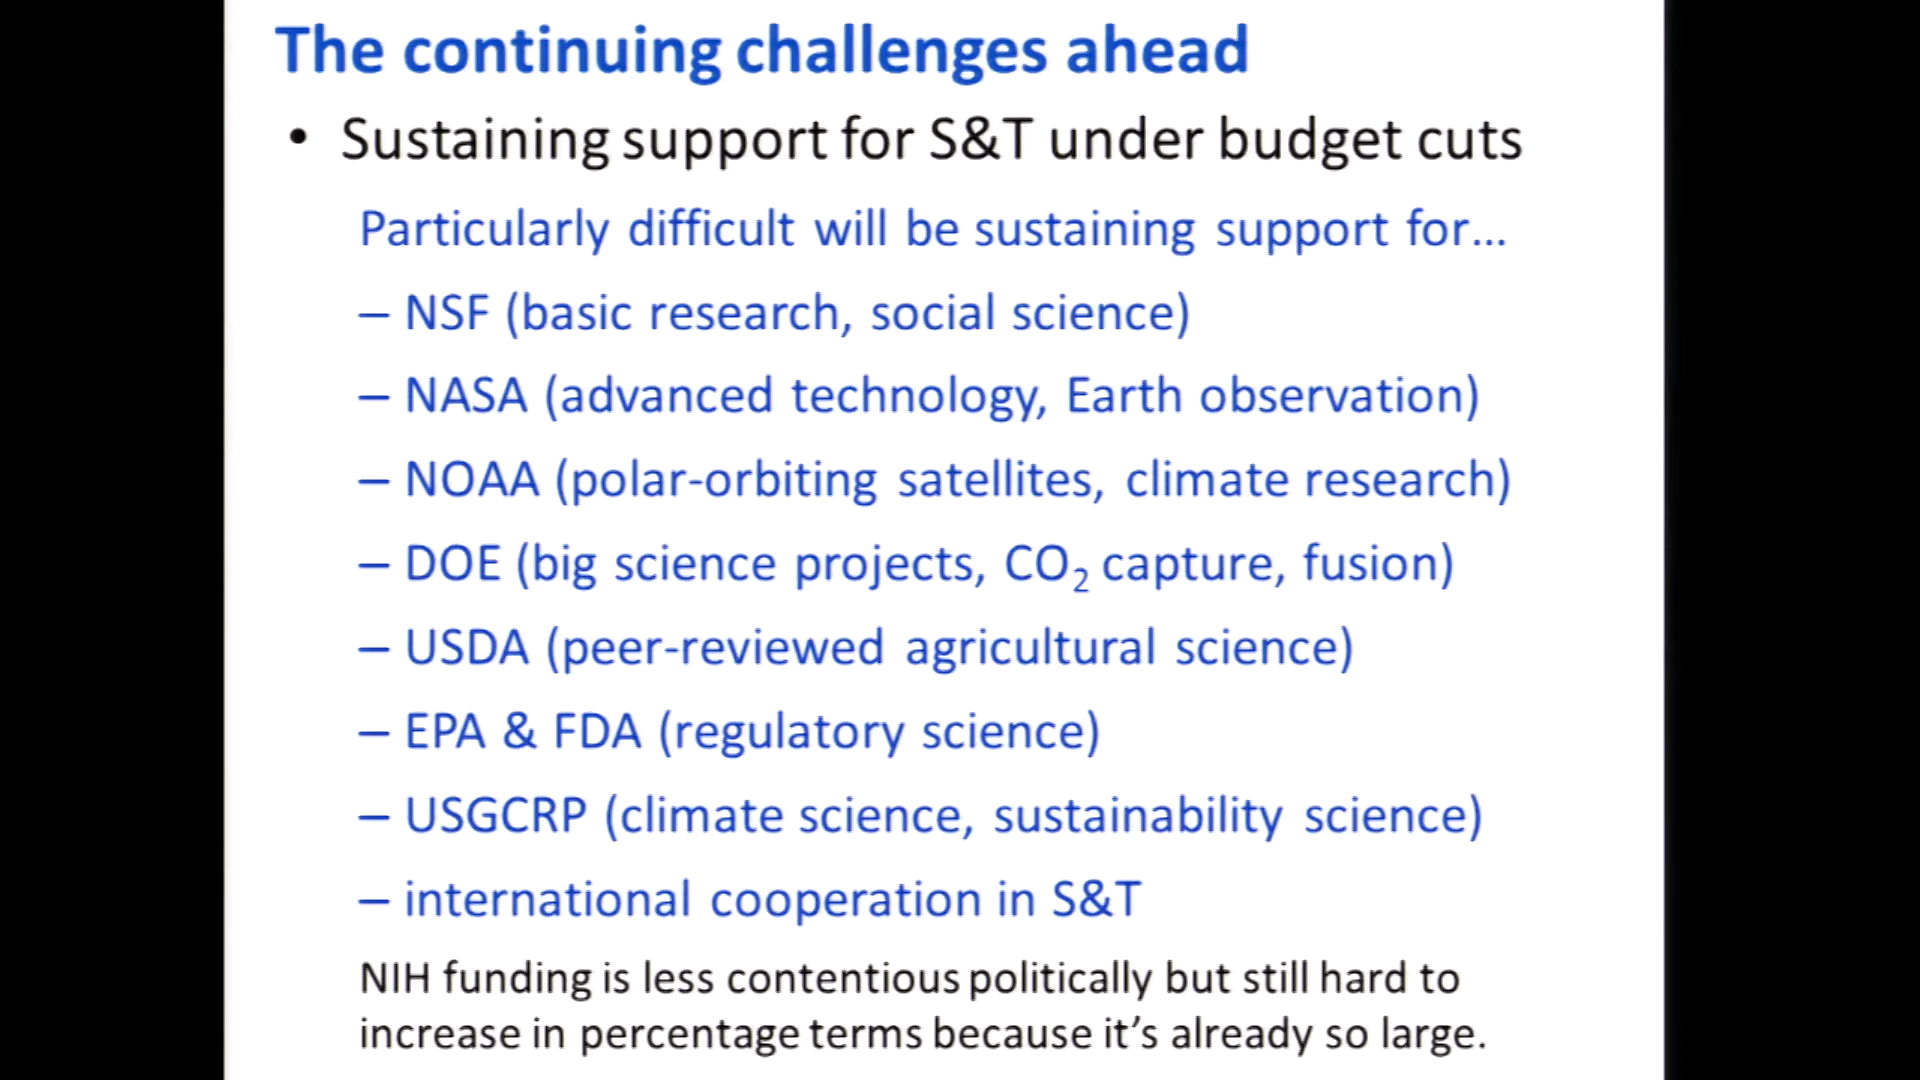 The continuing challenges ahead
• Sustaining support for S&T under budget cuts
Particularly difficult will be sustaining support for…
– NSF (basic research, social science)
– NASA (advanced technology, Earth observation)
– NOAA (polar-orbiting satellites, climate research)
– DOE (big science projects, CO₂ capture, fusion)
– USDA (peer-reviewed agricultural science)
– EPA & FDA (regulatory science)
– USGCRP (climate science, sustainability science)
– international cooperation in S&T
NIH funding is less contentious politically but still hard to
increase in percentage terms because it’s already so large.